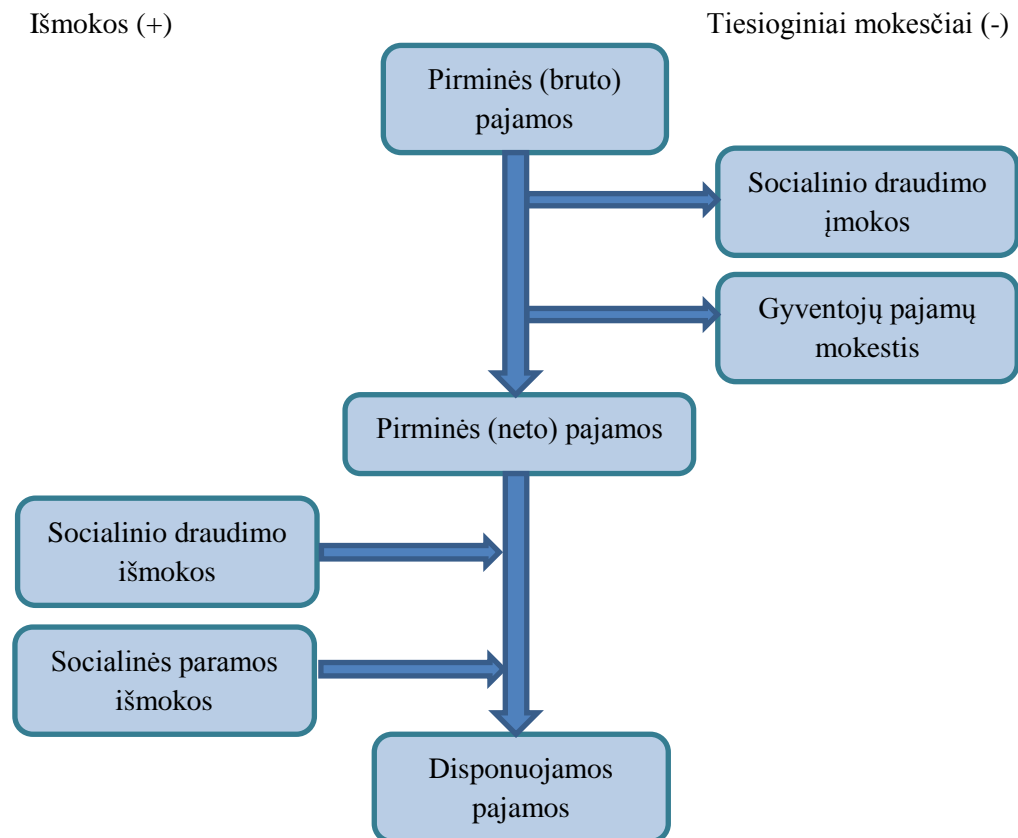 Išmokos (+)
Tiesioginiai mokesčiai (-)
Pirminės (bruto)
pajamos
Socialinio draudimo
įmokos
Gyventojų pajamų
mokestis
Pirminės (neto) pajamos
Socialinio draudimo
išmokos
Socialinės paramos
išmokos
Disponuojamos
pajamos